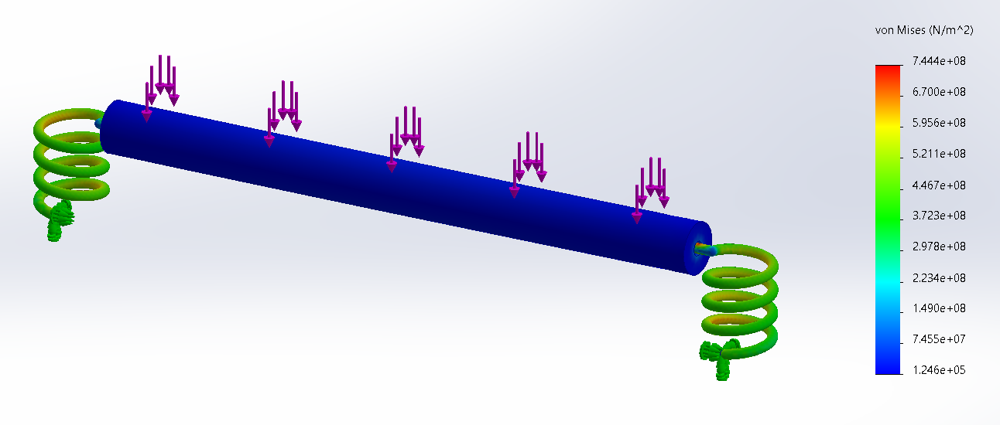 von Mises (N/m^2)
7.444e+08
6.700e+08
5.956e+08
5.211e+08
4.467e+08
3.723e+08
2.978e+08
2.234e+08
1.490e+08
7.455e+07
1.246e+05